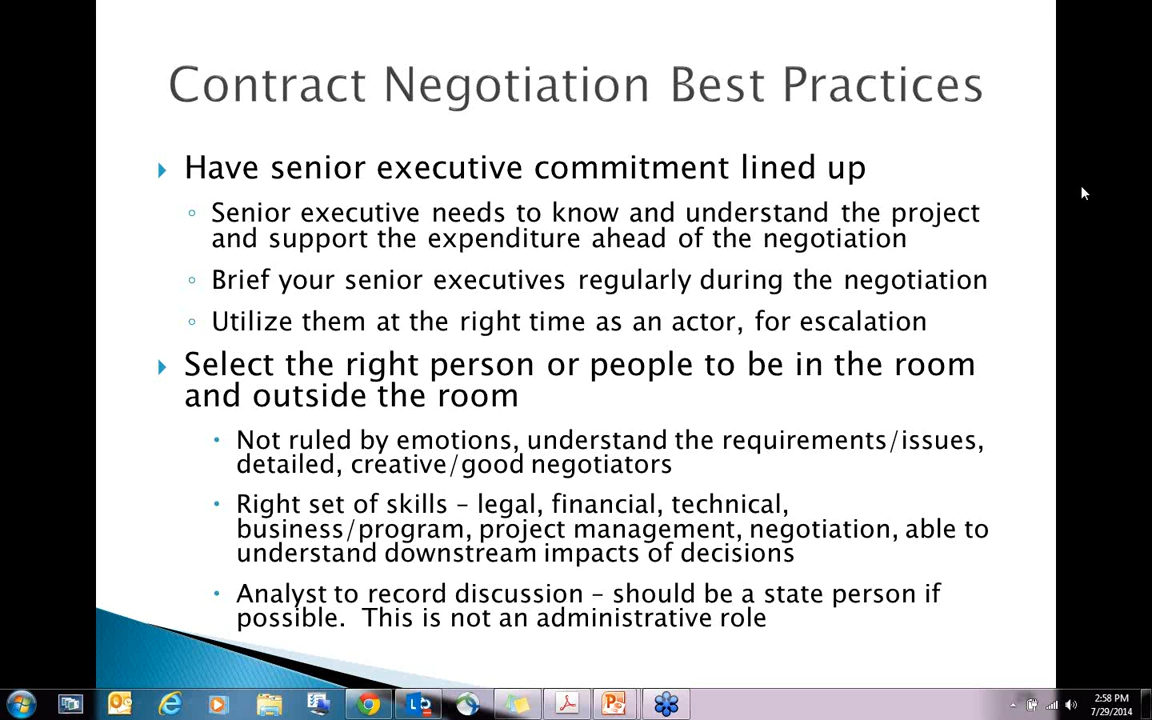 Contract Negotiation Best Practices
Have senior executive commitment lined up
Senior executive needs to know and understand the project
and support the expenditure ahead of the negotiation
Brief your senior executives regularly during the negotiation
Utilize them at the right time as an actor, for escalation
Select the right person or people to be in the room
and outside the room
Not ruled by emotions, understand the requirements/issues,
detailed, creative/good negotiators
Right set of skills – legal, financial, technical,
business/program, project management, negotiation, able to
understand downstream impacts of decisions
Analyst to record discussion – should be a state person if
possible.  This is not an administrative role
2:58 PM
7/29/2014